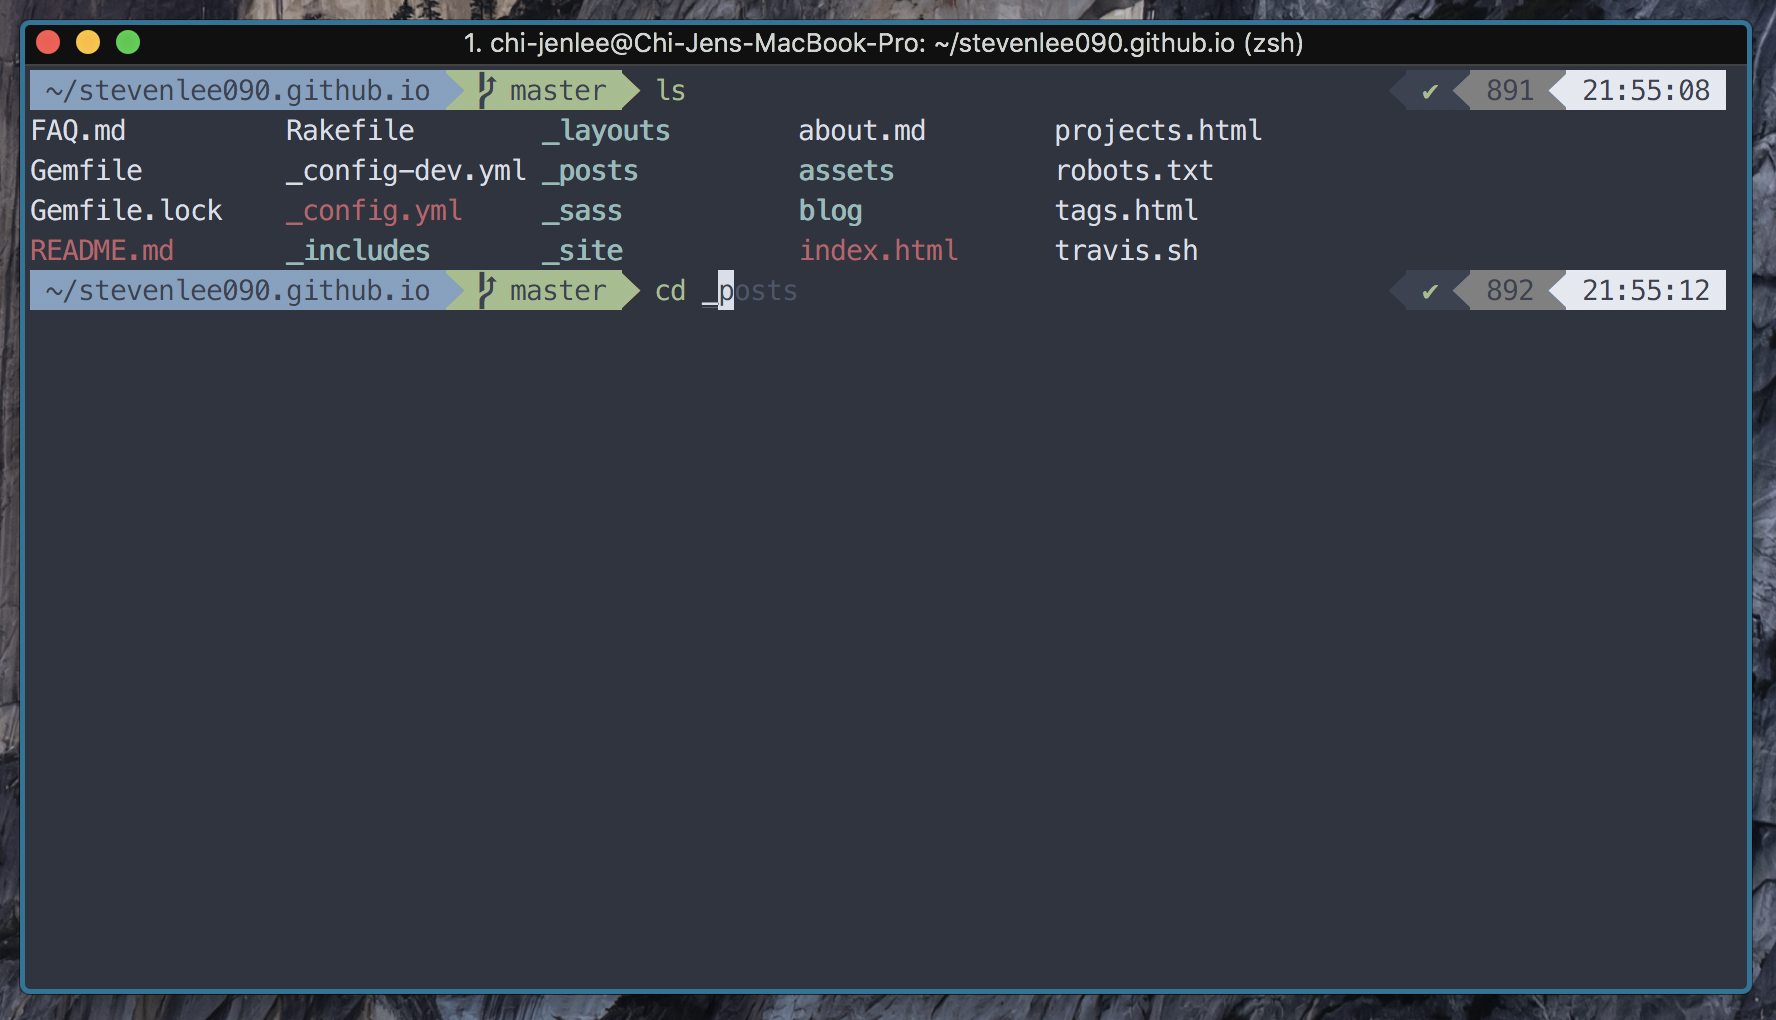 1. chi-jenlee@Chi-Jens-MacBook-Pro: ~/stevenlee090.github.io (zsh)
~/stevenlee090.github.io master ls ✔ 891 21:55:08
FAQ.md Rakefile _layouts about.md projects.html
Gemfile _config-dev.yml _posts assets robots.txt
Gemfile.lock _config.yml _sass blog tags.html
README.md _includes _site index.html travis.sh
~/stevenlee090.github.io master cd _posts ✔ 892 21:55:12